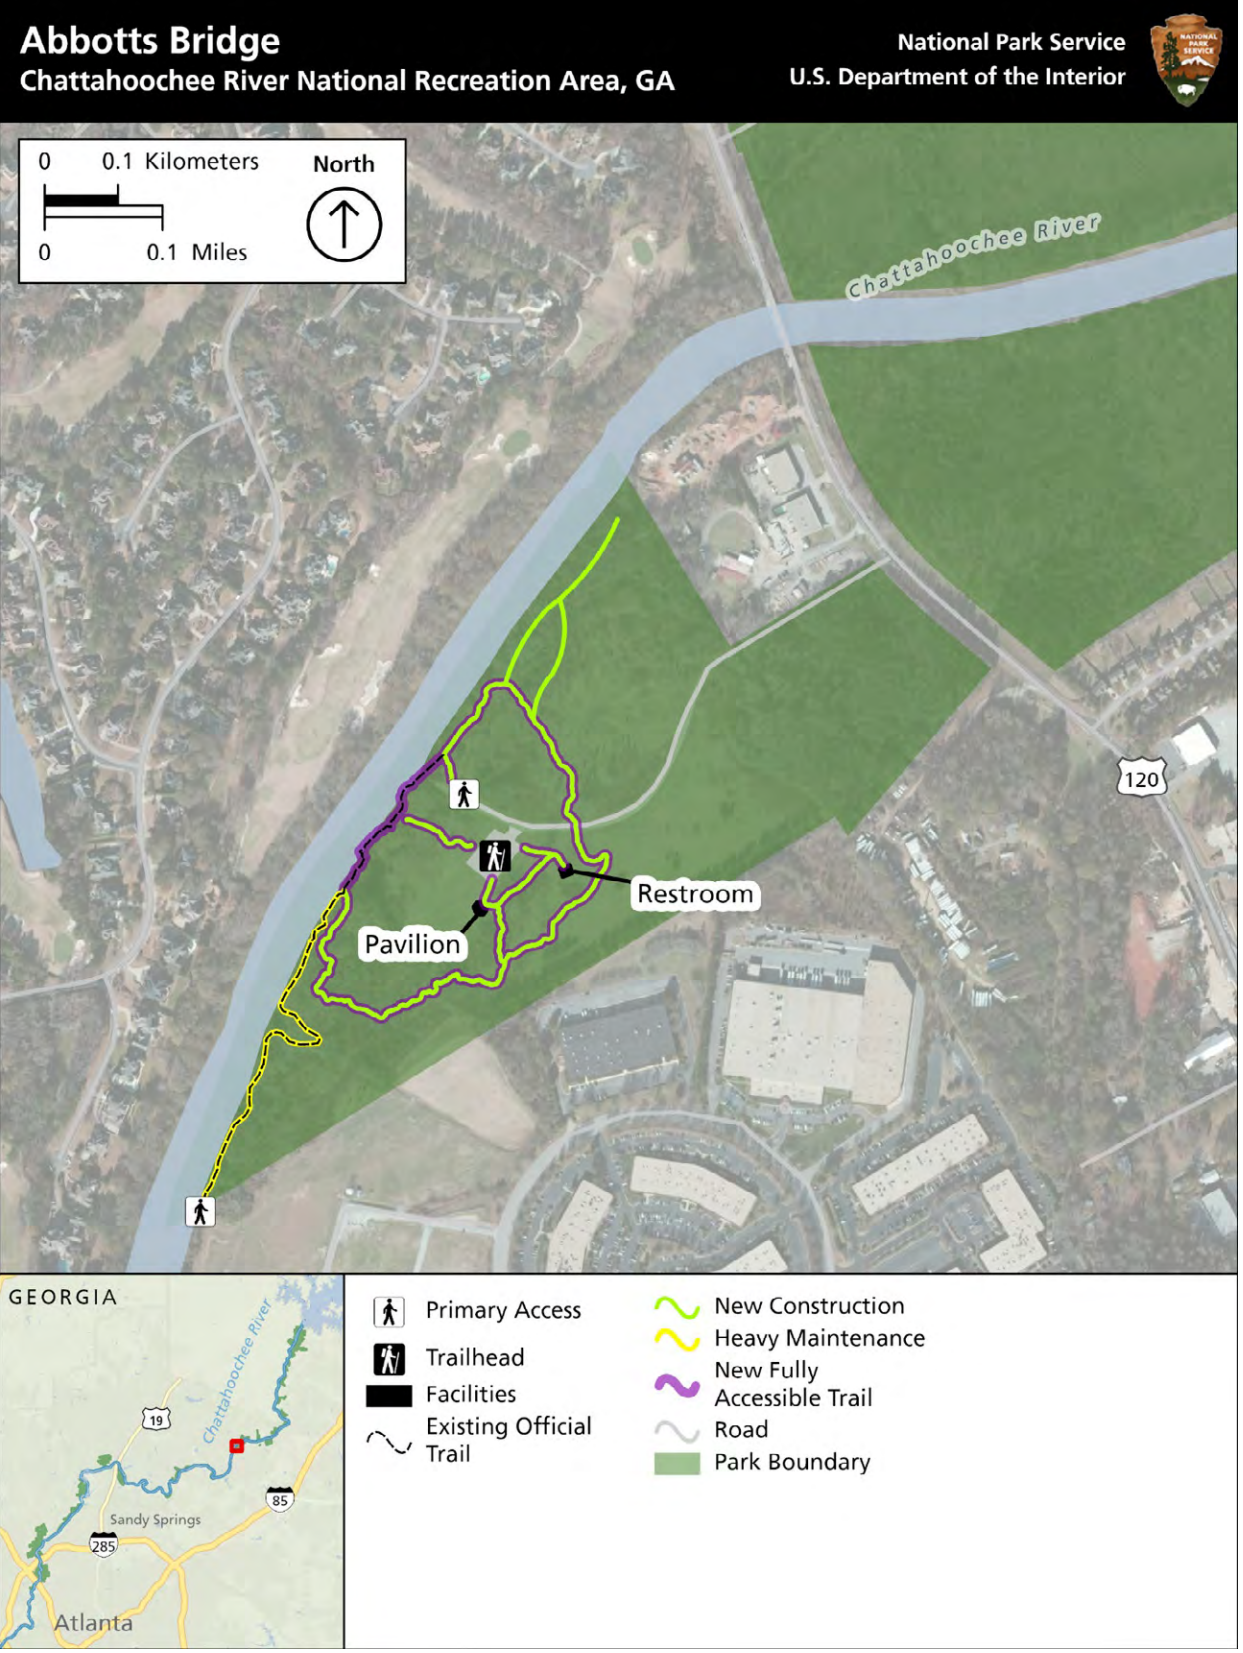 Abbotts Bridge
Chattahoochee River National Recreation Area, GA
National Park Service
U.S. Department of the Interior
NATIONAL
PARK
SERVICE
0 0.1 Kilometers
North
0 0.1 Miles
Chattahoochee River
120
Restroom
Pavilion
GEORGIA
Chattahoochee River
19
85
Sandy Springs
285
Atlanta
Primary Access
Trailhead
Facilities
Existing Official
Trail
New Construction
Heavy Maintenance
New Fully
Accessible Trail
Road
Park Boundary